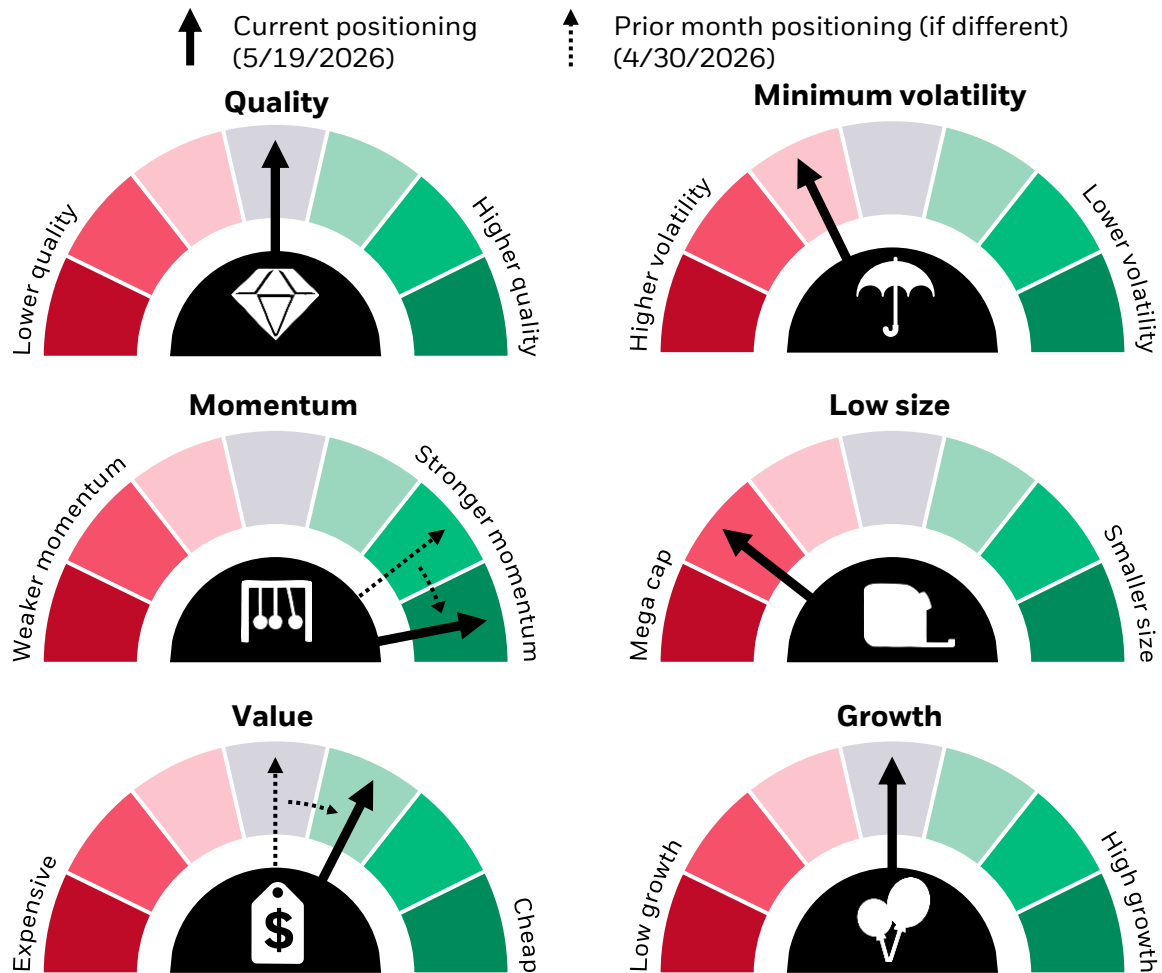 Current positioning
(5/19/2026)
Prior month positioning (if different)
(4/30/2026)
Quality
Lower quality
Higher quality
Minimum volatility
Higher volatility
Lower volatility
Momentum
Weaker momentum
Stronger momentum
Low size
Mega cap
Smaller size
Value
Expensive
Cheap
$
Growth
Low growth
High growth